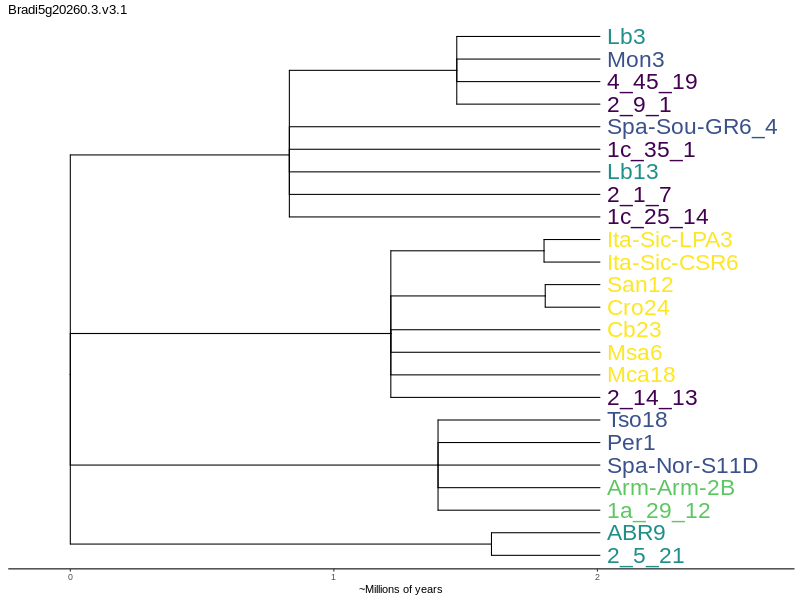 Bradi5g20260.3.v3.1
Lb3
Mon3
4_45_19
2_9_1
Spa-Sou-GR6_4
1c_35_1
Lb13
2_1_7
1c_25_14
Ita-Sic-LPA3
Ita-Sic-CSR6
San12
Cro24
Cb23
Msa6
Mca18
2_14_13
Tso18
Per1
Spa-Nor-S11D
Arm-Arm-2B
1a_29_12
ABR9
2_5_21
0 1 2
~Millions of years